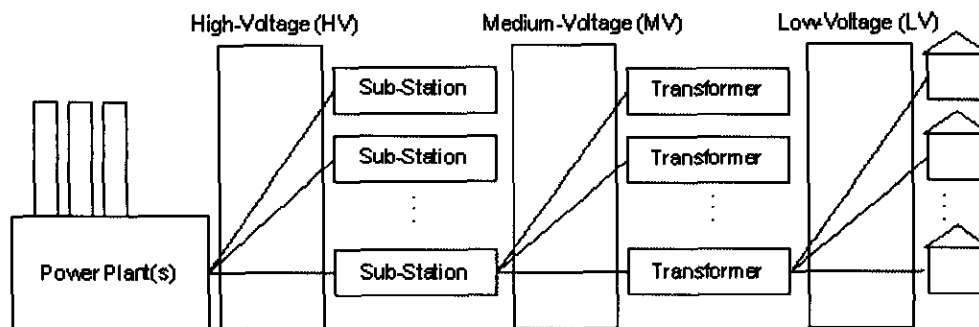 High-Voltage (HV)
Medium-Voltage (MV)
Low-Voltage (LV)
Sub-Station
Transformer
Sub-Station
Transformer
Power Plant(s)
Sub-Station
Transformer